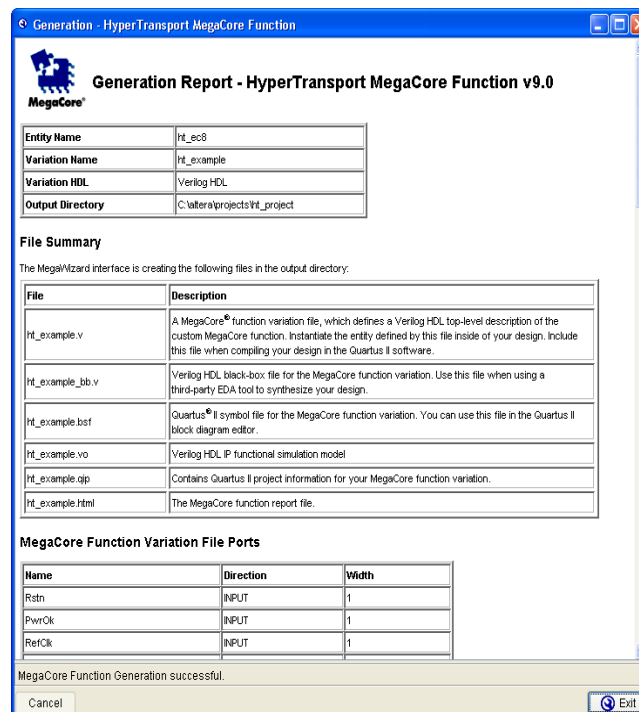 Generation - HyperTransport MegaCore Function
MegaCore®
Generation Report - HyperTransport MegaCore Function v9.0
Entity Name ht_ec8
Variation Name ht_example
Variation HDL Verilog HDL
Output Directory C:\altera\projects\ht_project
File Summary
The MegaWizard interface is creating the following files in the output directory:
File Description
ht_example.v A MegaCore® function variation file, which defines a Verilog HDL top-level description of the
custom MegaCore function. Instantiate the entity defined by this file inside of your design. Include
this file when compiling your design in the Quartus II software.
ht_example_bb.v Verilog HDL black-box file for the MegaCore function variation. Use this file when using a
third-party EDA tool to synthesize your design.
ht_example.bsf Quartus® II symbol file for the MegaCore function variation. You can use this file in the Quartus II
block diagram editor.
ht_example.vo Verilog HDL IP functional simulation model
ht_example.qip Contains Quartus II project information for your MegaCore function variation.
ht_example.html The MegaCore function report file.
MegaCore Function Variation File Ports
Name Direction Width
Rstn INPUT 1
PwrOk INPUT 1
RefClk INPUT 1
MegaCore Function Generation successful.
Cancel Exit